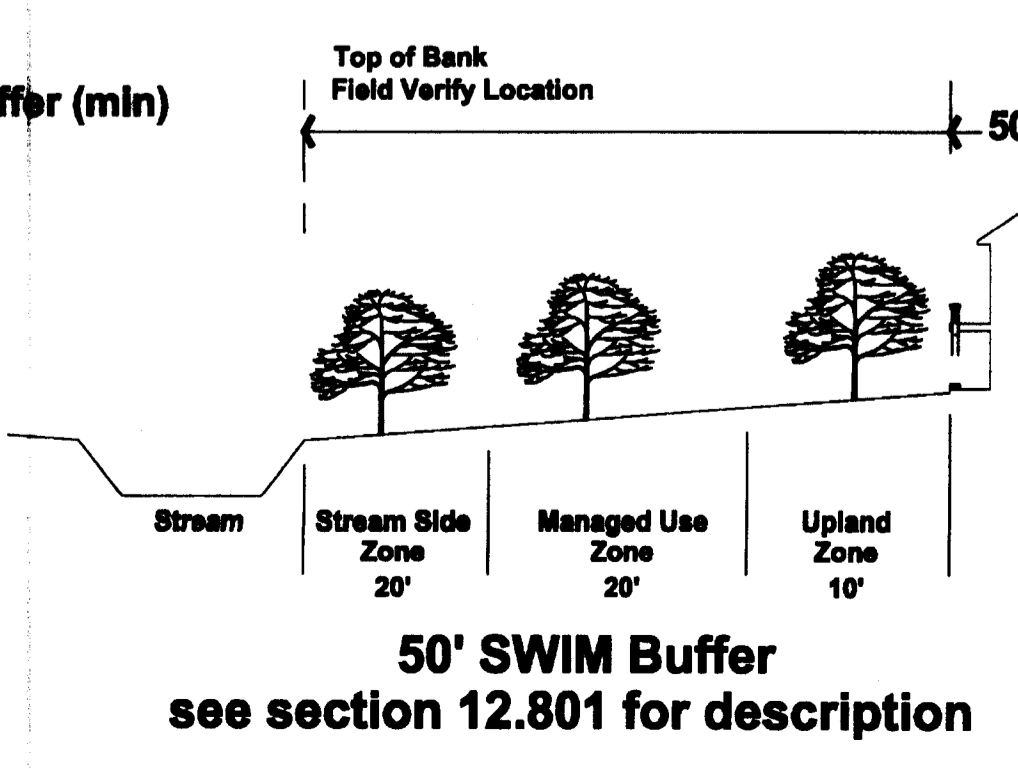 Top of Bank
Field Verify Location
ffer (min)
50
Stream
Stream Side
Zone
20'
Managed Use
Zone
20'
Upland
Zone
10'
50' SWIM Buffer
see section 12.801 for description